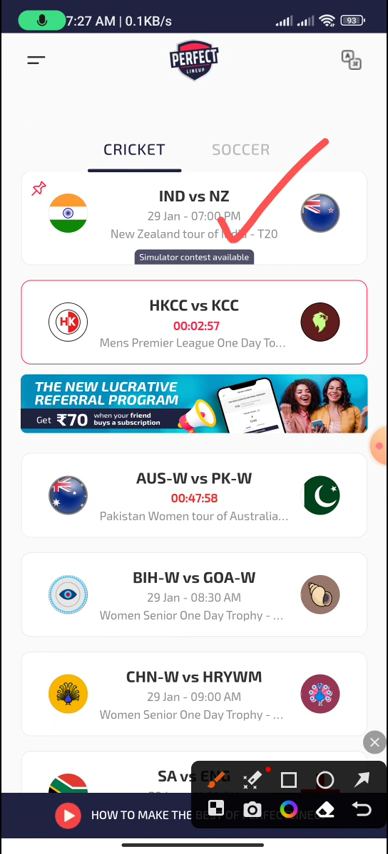 7:27 AM | 0.1KB/s
93
PERFECT
LINEUP
CRICKET
SOCCER
IND vs NZ
29 Jan - 07:00 PM
New Zealand tour of India - T20
Simulator contest available
HKCC vs KCC
00:02:57
Mens Premier League One Day To...
THE NEW LUCRATIVE
REFERRAL PROGRAM
Get ₹70 when your friend
buys a subscription
AUS-W vs PK-W
00:47:58
Pakistan Women tour of Australia...
BIH-W vs GOA-W
29 Jan - 08:30 AM
Women Senior One Day Trophy - ...
CHN-W vs HRYWM
29 Jan - 09:00 AM
Women Senior One Day Trophy - ...
SA vs ENG
HOW TO MAKE THE BEST OF PERFECT LINEUP